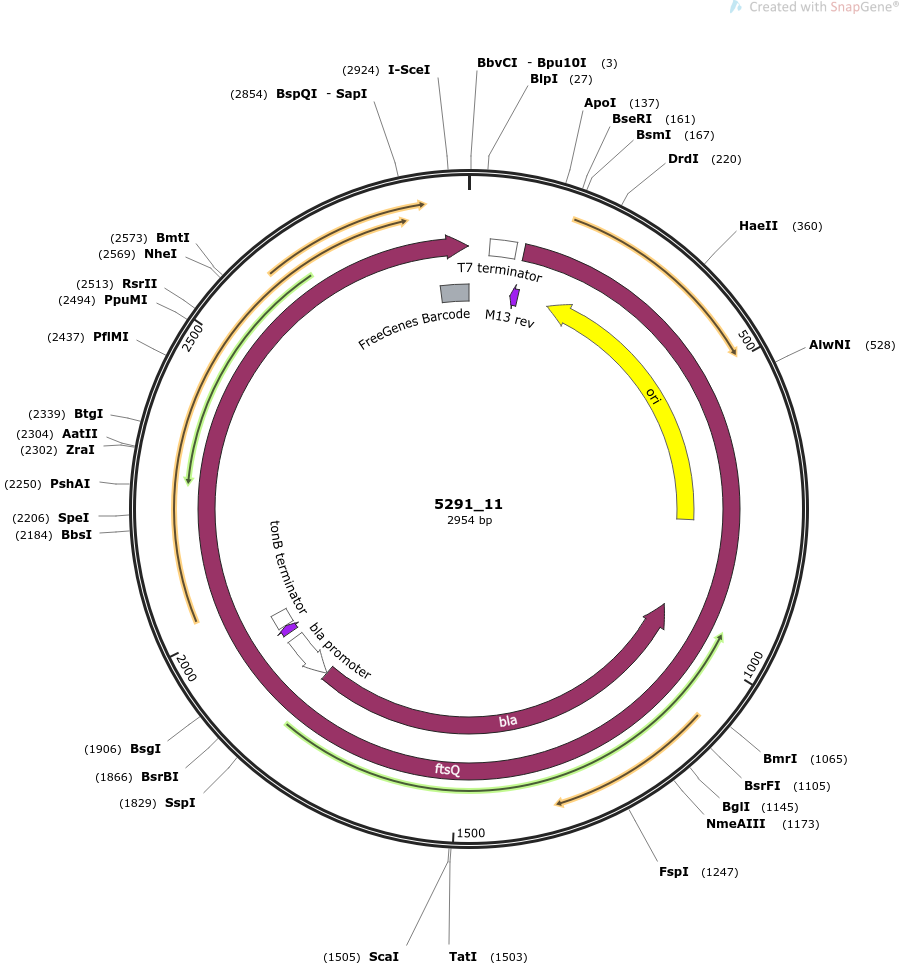 Created with SnapGene®
(2924) I-SceI
BbvCI - Bpu10I (3)
BlpI (27)
(2854) BspQI - SapI
ApoI (137)
BseRI (161)
BsmI (167)
DrdI (220)
HaeII (360)
(2573) BmtI
(2569) NheI
(2513) RsrII
(2494) PpuMI
(2437) PflMI
T7 terminator
FreeGenes Barcode
M13 rev
2500
500
AlwNI (528)
ori
(2339) BtgI
(2304) AatII
(2302) ZraI
(2250) PshAI
(2206) SpeI
(2184) BbsI
5291_11
2954 bp
tonB terminator
bla promoter
2000
1000
bla
ftsQ
(1906) BsgI
(1866) BsrBI
(1829) SspI
BmrI (1065)
BsrFI (1105)
BglI (1145)
NmeAIII (1173)
1500
FspI (1247)
(1505) ScaI
TatI (1503)